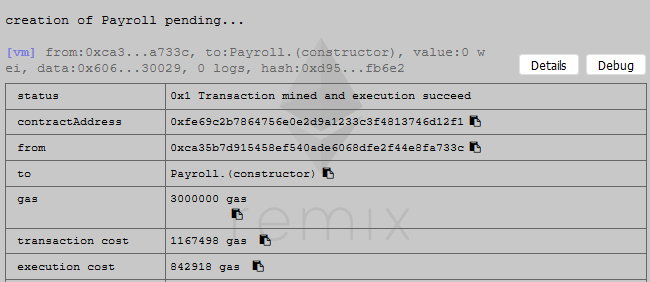 creation of Payroll pending...
[vm] from:0xca3...a733c, to:Payroll.(constructor), value:0 w
ei, data:0x606...30029, 0 logs, hash:0xd95...fb6e2
Details
Debug
status 0x1 Transaction mined and execution succeed
contractAddress 0xfe69c2b7864756e0e2d9a1233c3f4813746d12f1
from 0xca35b7d915458ef540ade6068dfe2f44e8fa733c
to Payroll.(constructor)
gas 3000000 gas
remix
transaction cost 1167498 gas
execution cost 842918 gas